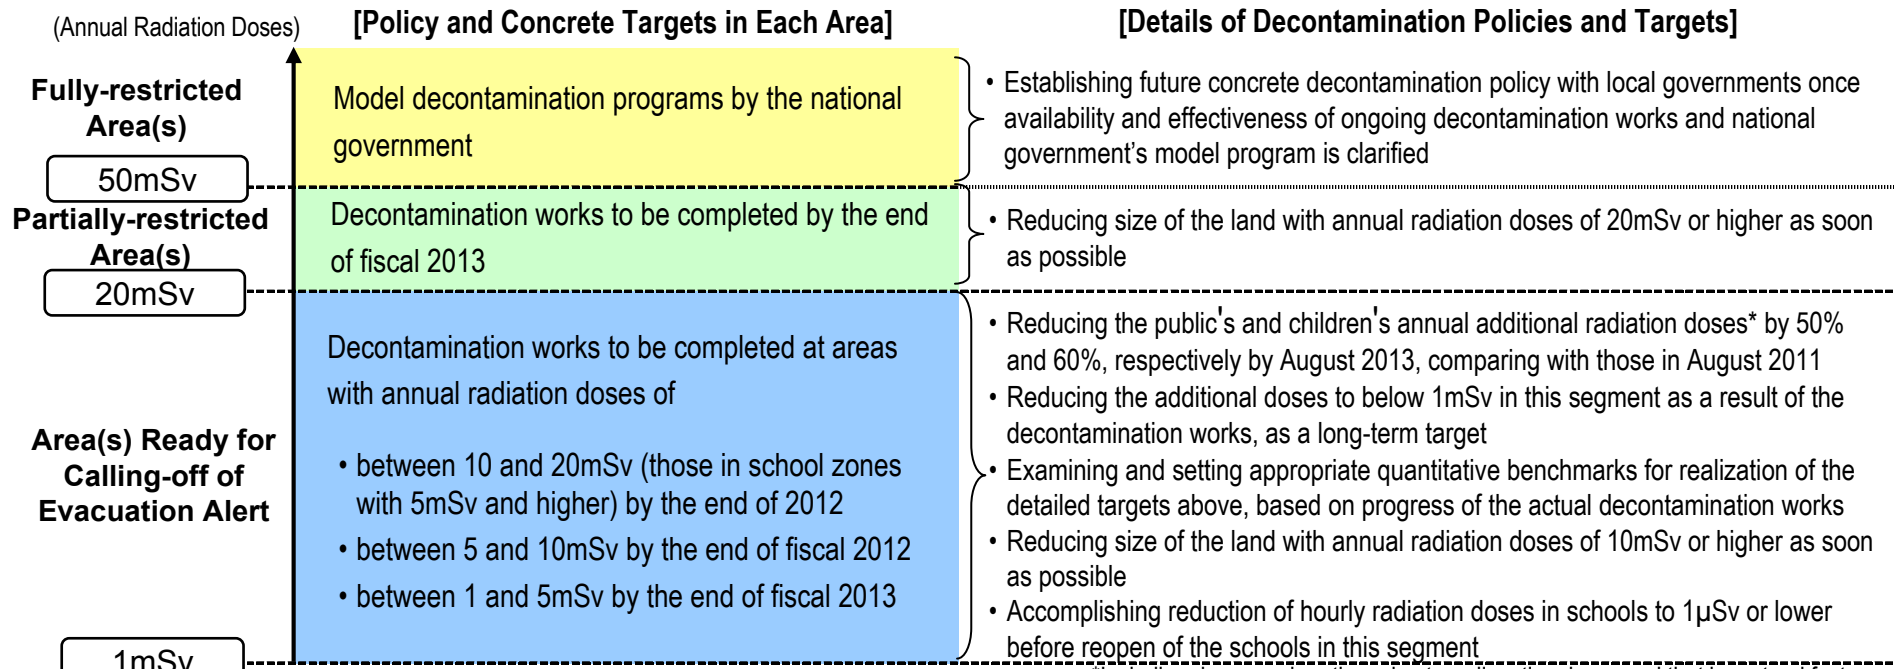 (Annual Radiation Doses)
[Policy and Concrete Targets in Each Area]
[Details of Decontamination Policies and Targets]
Fully-restricted
Area(s)
Model decontamination programs by the national
government
• Establishing future concrete decontamination policy with local governments once
availability and effectiveness of ongoing decontamination works and national
government's model program is clarified
50mSv
Partially-restricted
Area(s)
Decontamination works to be completed by the end
of fiscal 2013
• Reducing size of the land with annual radiation doses of 20mSv or higher as soon
as possible
20mSv
Area(s) Ready for
Calling-off of
Evacuation Alert
Decontamination works to be completed at areas
with annual radiation doses of
• between 10 and 20mSv (those in school zones
with 5mSv and higher) by the end of 2012
• between 5 and 10mSv by the end of fiscal 2012
• between 1 and 5mSv by the end of fiscal 2013
• Reducing the public's and children's annual additional radiation doses* by 50%
and 60%, respectively by August 2013, comparing with those in August 2011
• Reducing the additional doses to below 1mSv in this segment as a result of the
decontamination works, as a long-term target
• Examining and setting appropriate quantitative benchmarks for realization of the
detailed targets above, based on progress of the actual decontamination works
• Reducing size of the land with annual radiation doses of 10mSv or higher as soon
as possible
• Accomplishing reduction of hourly radiation doses in schools to 1μSv or lower
before reopen of the schools in this segment
1mSv